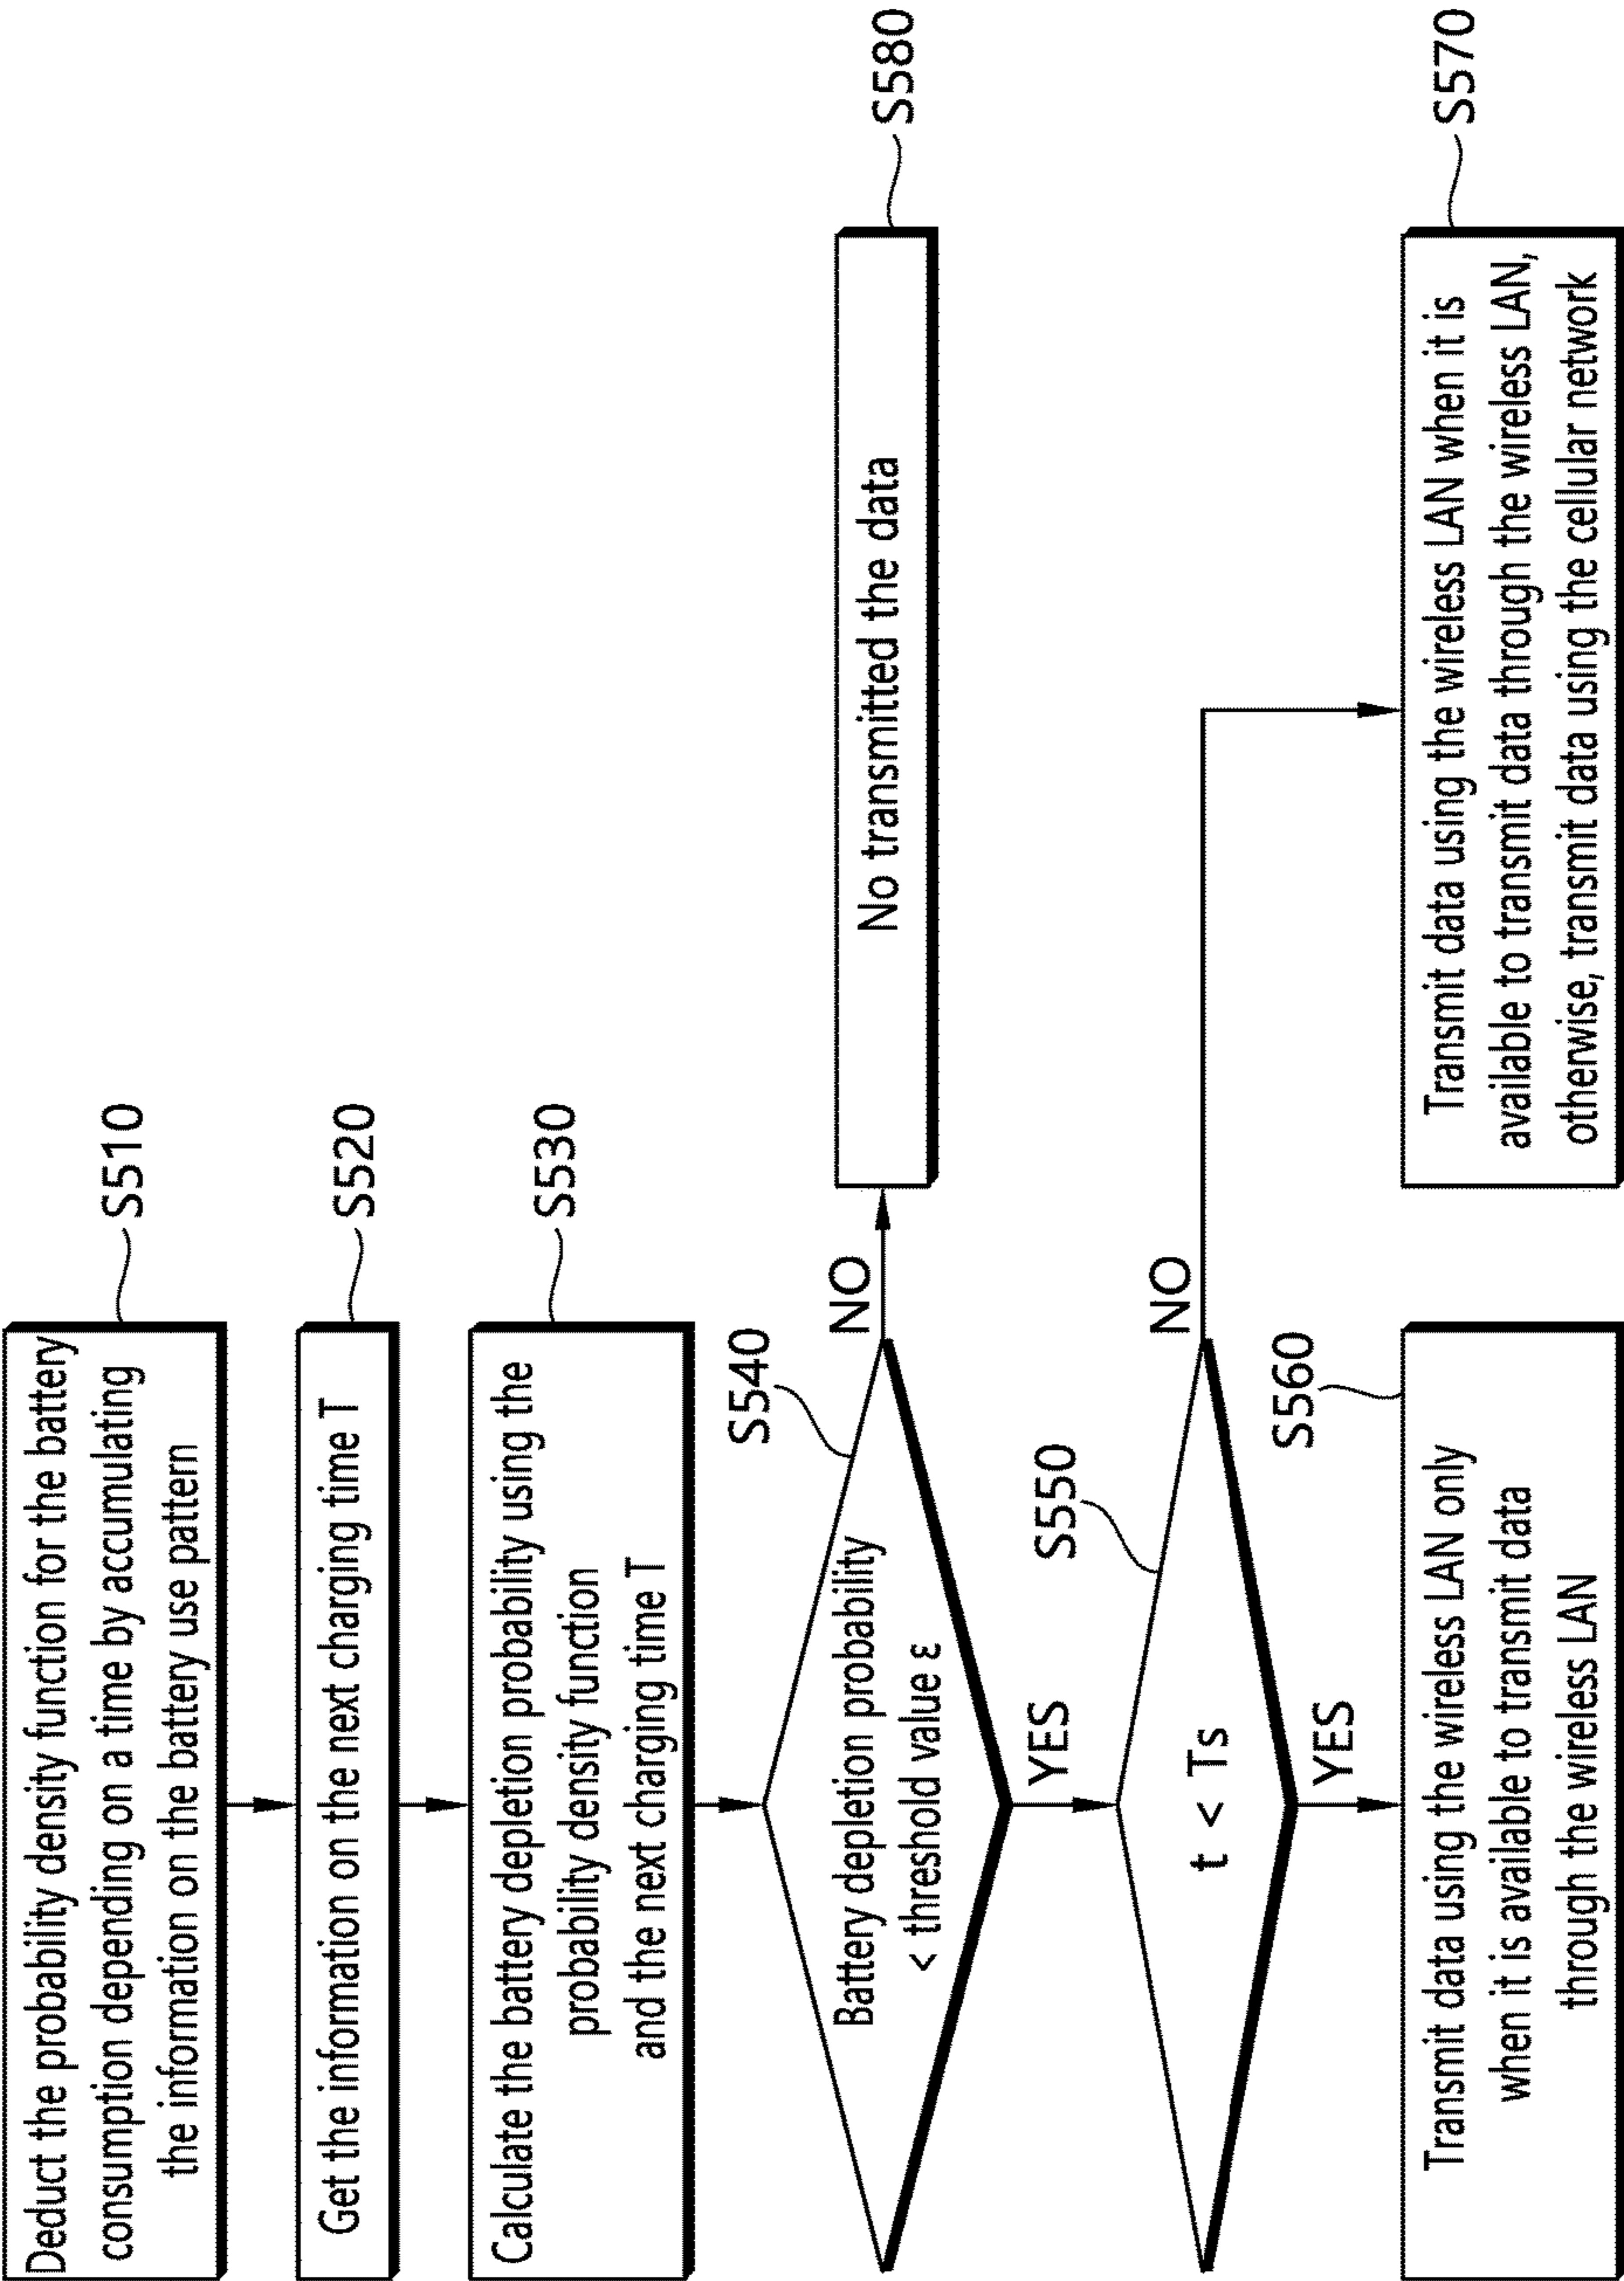 Deduct the probability density function for the battery
consumption depending on a time by accumulating
the information on the battery use pattern
S510
Get the information on the next charging time T
S520
Calculate the battery depletion probability using the
probability density function
and the next charging time T
S530
Battery depletion probability
< threshold value ε
S540
NO
No transmitted the data
S580
YES
t < Ts
S550
NO
YES
Transmit data using the wireless LAN only
when it is available to transmit data
through the wireless LAN
S560
Transmit data using the wireless LAN when it is
available to transmit data through the wireless LAN,
otherwise, transmit data using the cellular network
S570